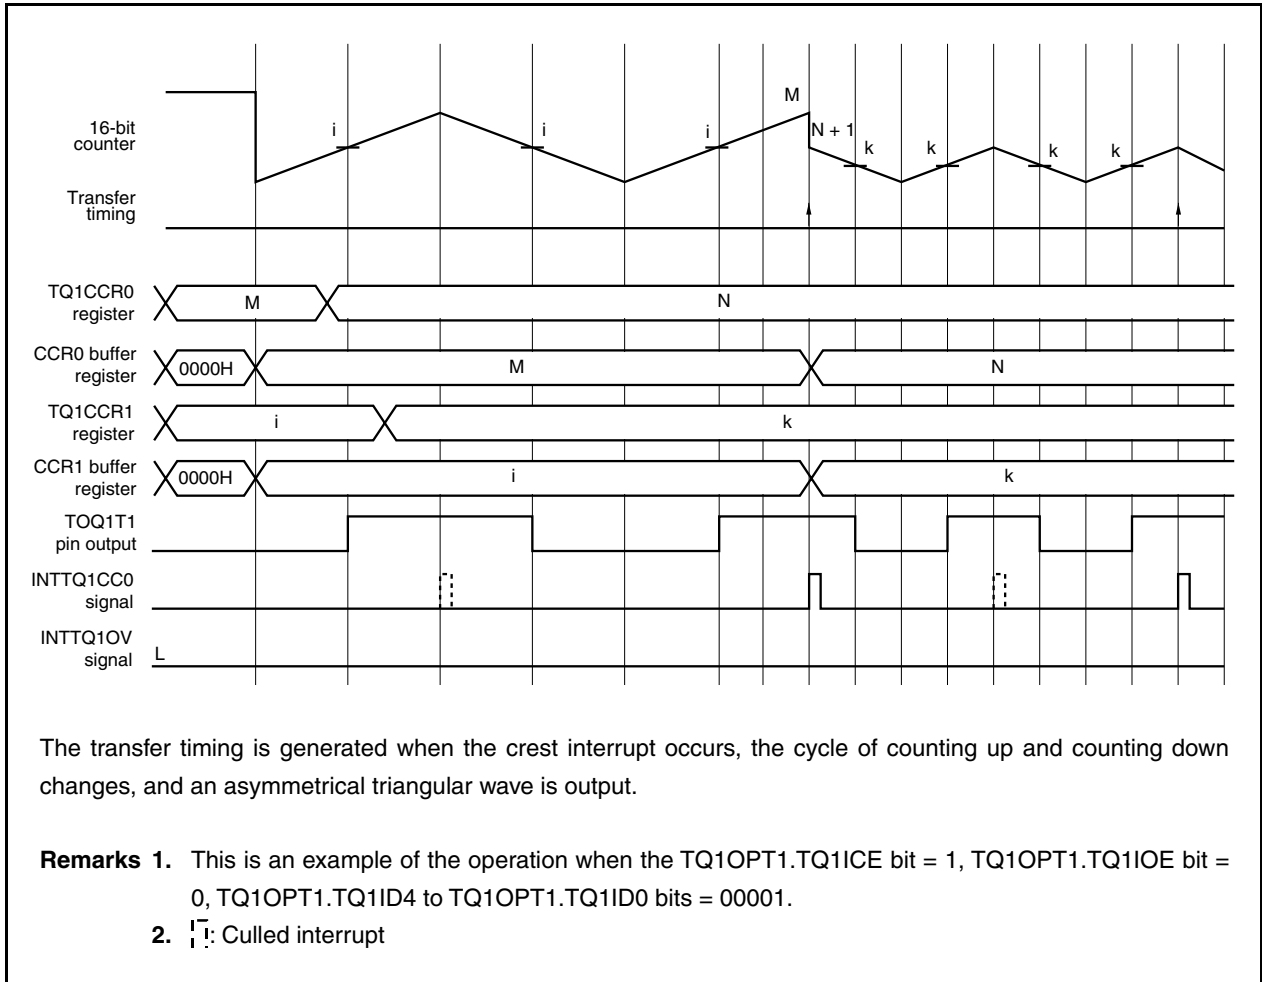 M
16-bit
counter
i
i
i
N + 1
k
k
k
k
Transfer
timing
TQ1CCR0
register
M
N
CCR0 buffer
register
0000H
M
N
TQ1CCR1
register
i
k
CCR1 buffer
register
0000H
i
k
TOQ1T1
pin output
INTTQ1CC0
signal
INTTQ1OV
signal
L
The transfer timing is generated when the crest interrupt occurs, the cycle of counting up and counting down
changes, and an asymmetrical triangular wave is output.
Remarks 1. This is an example of the operation when the TQ1OPT1.TQ1ICE bit = 1, TQ1OPT1.TQ1IOE bit =
0, TQ1OPT1.TQ1ID4 to TQ1OPT1.TQ1ID0 bits = 00001.
2. : Culled interrupt